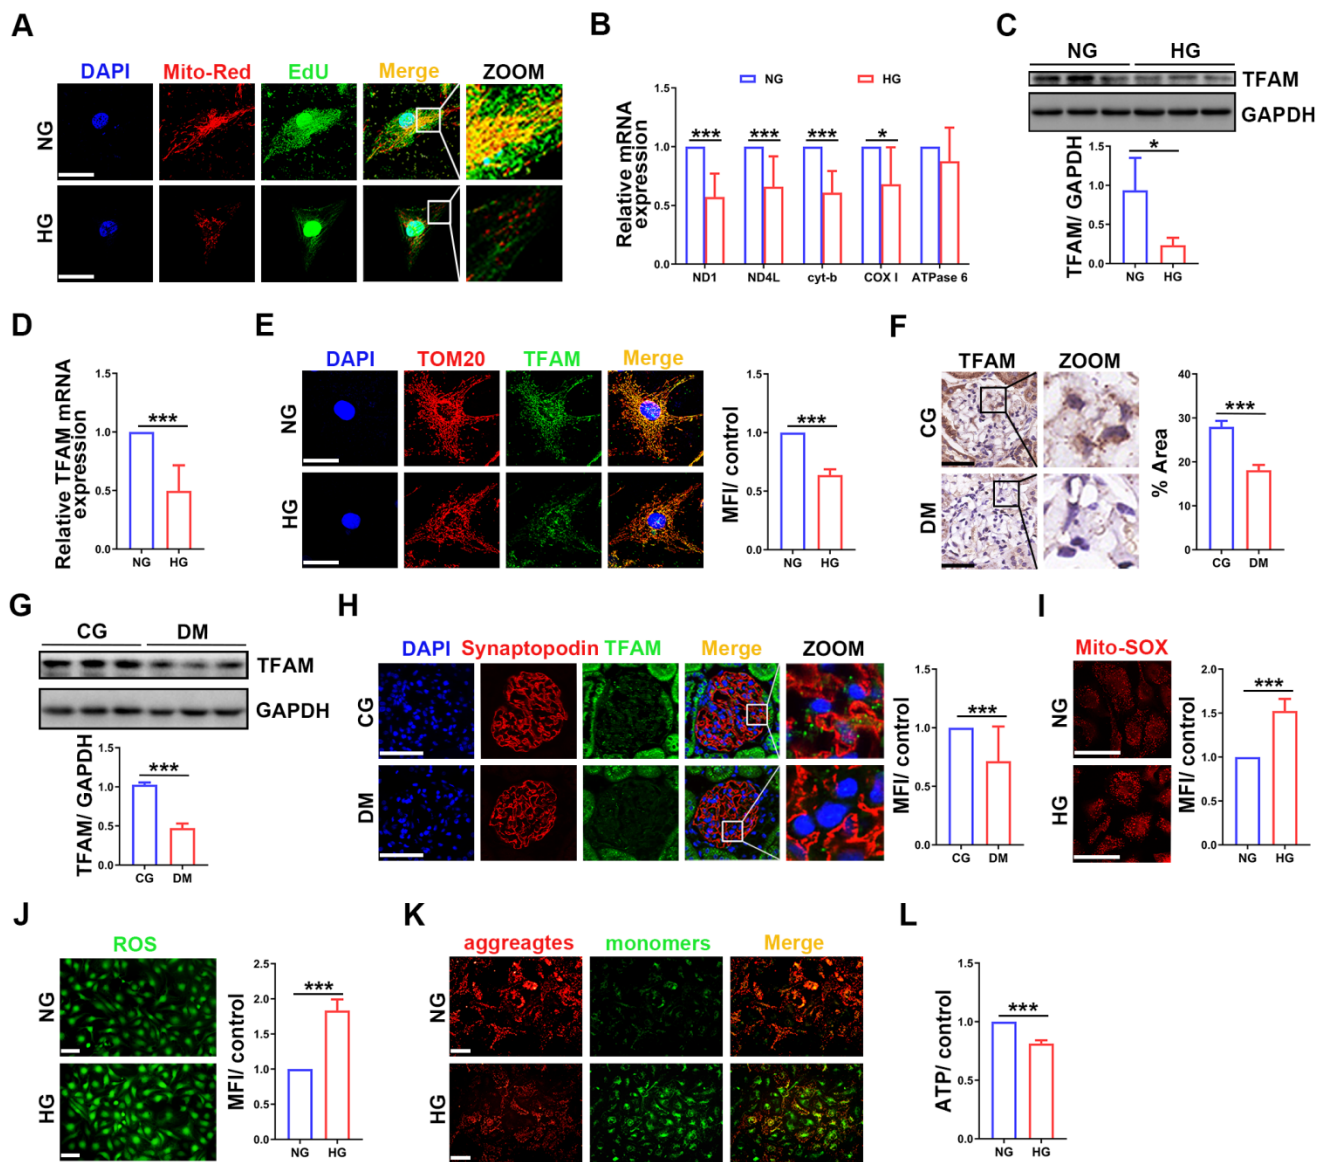 A
DAPI Mito-Red EdU Merge ZOOM
NG
HG
B
NG HG
Relative mRNA
expression
1.5
1.0
0.5
0.0
*** *** *** *
ND1 ND4L cyt-b COX I ATPase 6
C
NG HG
TFAM
GAPDH
TFAM/ GAPDH
1.5
1.0
0.5
0.0
*
NG HG
D
Relative TFAM mRNA
expression
1.5
1.0
0.5
0.0
***
NG HG
E
DAPI TOM20 TFAM Merge
NG
HG
MFI/ control
1.5
1.0
0.5
0.0
***
NG HG
F
TFAM ZOOM
CG
DM
% Area
40
30
20
10
0
***
CG DM
G
CG DM
TFAM
GAPDH
TFAM/ GAPDH
1.5
1.0
0.5
0.0
***
CG DM
H
DAPI Synaptopodin TFAM Merge ZOOM
CG
DM
MFI/ control
1.5
1.0
0.5
0.0
***
CG DM
I
Mito-SOX
NG
HG
MFI/ control
2.0
1.5
1.0
0.5
0.0
***
NG HG
J
ROS
NG
HG
MFI/ control
2.5
2.0
1.5
1.0
0.5
0.0
***
NG HG
K
aggreagtes monomers Merge
NG
HG
L
ATP/ control
1.5
1.0
0.5
0.0
***
NG HG